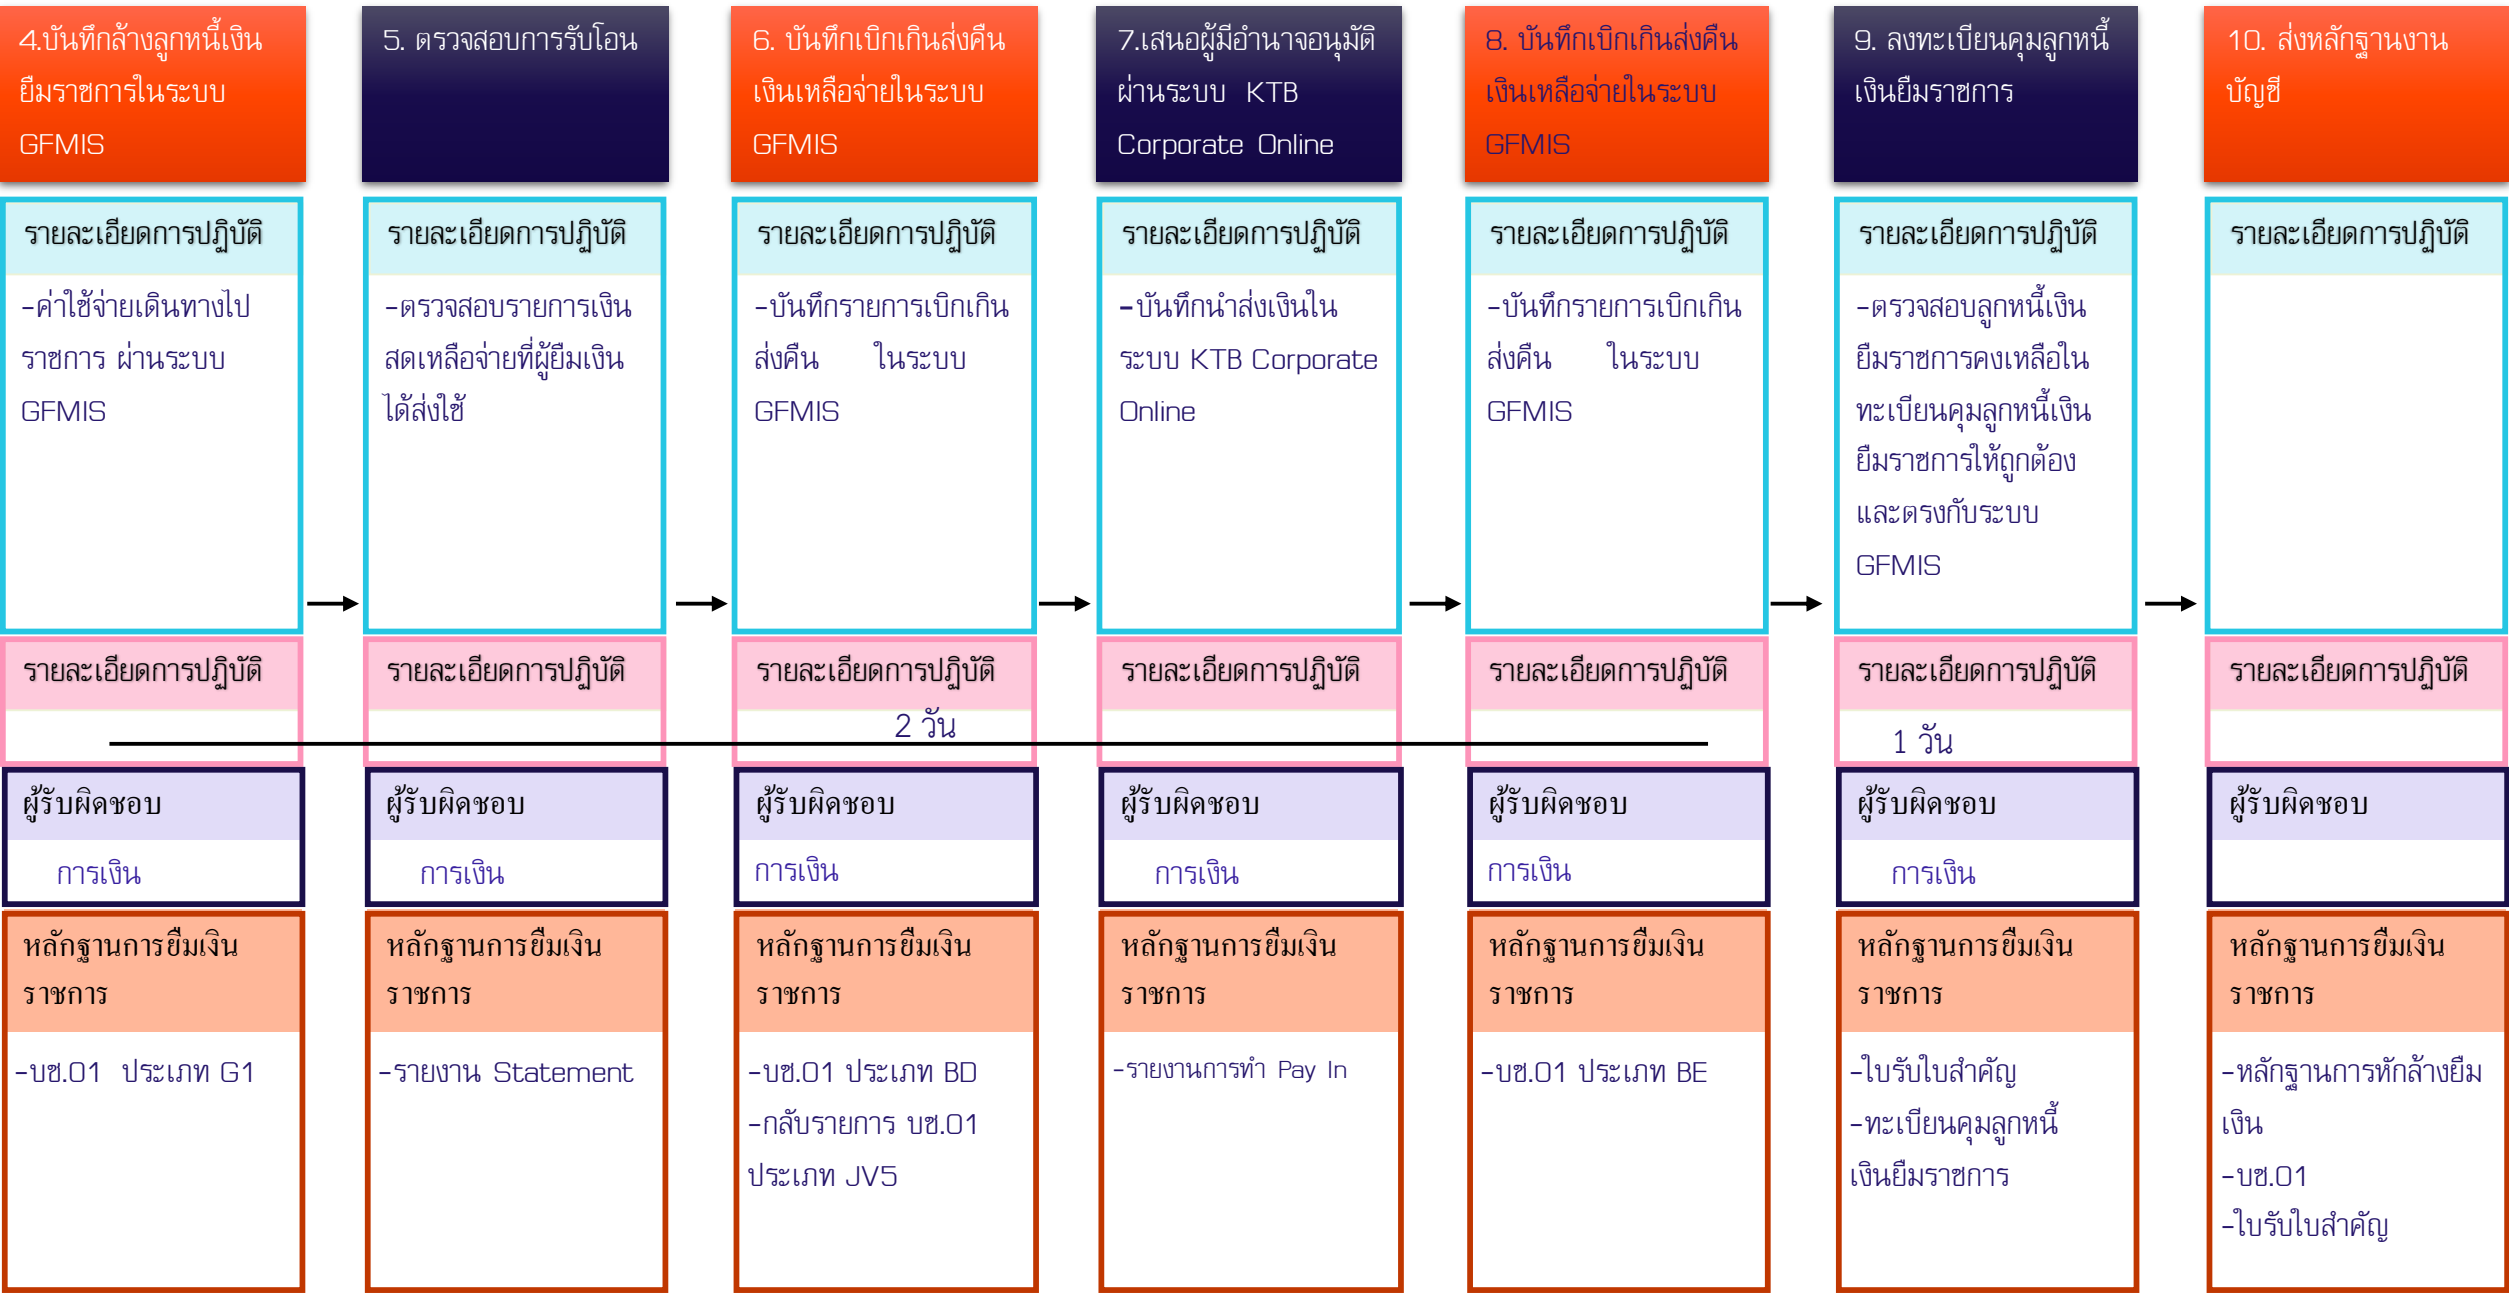 4.บันทึกล้างลูกหนี้เงิน
ยืมราชการในระบบ
GFMIS
รายละเอียดการปฏิบัติ
-ค่าใช้จ่ายเดินทางไป
ราชการ ผ่านระบบ
GFMIS
รายละเอียดการปฏิบัติ
ผู้รับผิดชอบ
การเงิน
หลักฐานการยืมเงิน
ราชการ
-บช.01 ประเภท G1
5. ตรวจสอบการรับโอน
รายละเอียดการปฏิบัติ
-ตรวจสอบรายการเงิน
สดเหลือจ่ายที่ผู้ยืมเงิน
ได้ส่งใช้
รายละเอียดการปฏิบัติ
ผู้รับผิดชอบ
การเงิน
หลักฐานการยืมเงิน
ราชการ
-รายงาน Statement
6. บันทึกเบิกเกินส่งคืน
เงินเหลือจ่ายในระบบ
GFMIS
รายละเอียดการปฏิบัติ
-บันทึกรายการเบิกเกิน
ส่งคืน ในระบบ
GFMIS
รายละเอียดการปฏิบัติ
2 วัน
ผู้รับผิดชอบ
การเงิน
หลักฐานการยืมเงิน
ราชการ
-บช.01 ประเภท BD
-กลับรายการ บช.01
ประเภท JV5
7.เสนอผู้มีอำนาจอนุมัติ
ผ่านระบบ KTB
Corporate Online
รายละเอียดการปฏิบัติ
-บันทึกนำส่งเงินใน
ระบบ KTB Corporate
Online
รายละเอียดการปฏิบัติ
ผู้รับผิดชอบ
การเงิน
หลักฐานการยืมเงิน
ราชการ
-รายงานการทำ Pay In
8. บันทึกเบิกเกินส่งคืน
เงินเหลือจ่ายในระบบ
GFMIS
รายละเอียดการปฏิบัติ
-บันทึกรายการเบิกเกิน
ส่งคืน ในระบบ
GFMIS
รายละเอียดการปฏิบัติ
ผู้รับผิดชอบ
การเงิน
หลักฐานการยืมเงิน
ราชการ
-บช.01 ประเภท BE
9. ลงทะเบียนคุมลูกหนี้
เงินยืมราชการ
รายละเอียดการปฏิบัติ
-ตรวจสอบลูกหนี้เงิน
ยืมราชการคงเหลือใน
ทะเบียนคุมลูกหนี้เงิน
ยืมราชการให้ถูกต้อง
และตรงกับระบบ
GFMIS
รายละเอียดการปฏิบัติ
1 วัน
ผู้รับผิดชอบ
การเงิน
หลักฐานการยืมเงิน
ราชการ
-ใบรับใบสำคัญ
-ทะเบียนคุมลูกหนี้
เงินยืมราชการ
10. ส่งหลักฐานงาน
บัญชี
รายละเอียดการปฏิบัติ
รายละเอียดการปฏิบัติ
ผู้รับผิดชอบ
หลักฐานการยืมเงิน
ราชการ
-หลักฐานการหักล้างยืม
เงิน
-บช.01
-ใบรับใบสำคัญ